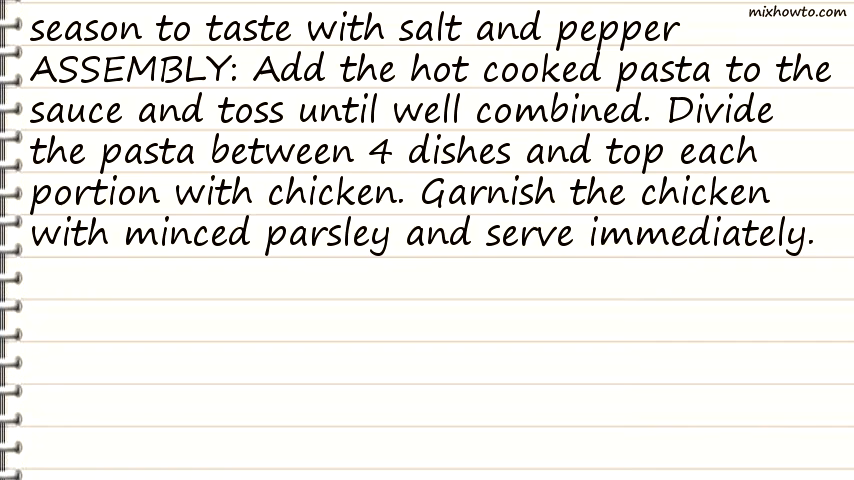 mixhowto.com
season to taste with salt and pepper
ASSEMBLY: Add the hot cooked pasta to the
sauce and toss until well combined. Divide
the pasta between 4 dishes and top each
portion with chicken. Garnish the chicken
with minced parsley and serve immediately.